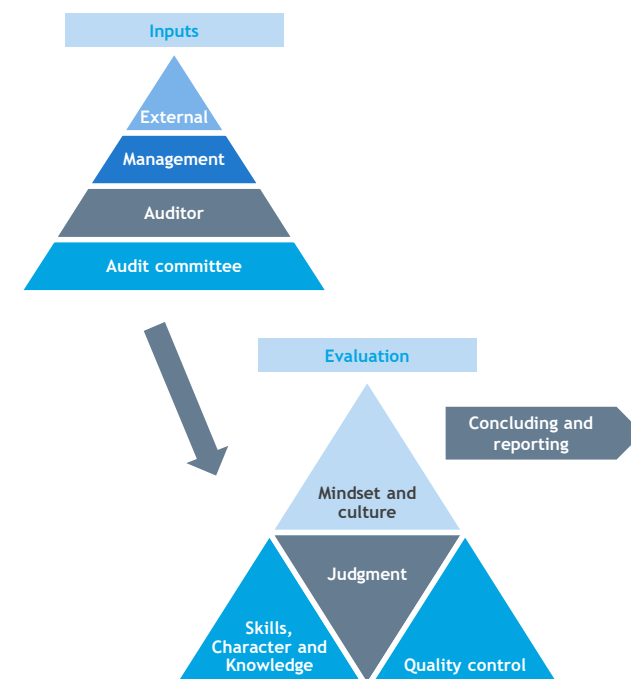 Inputs
External
Management
Auditor
Audit committee
Evaluation
Concluding and
reporting
Mindset and
culture
Judgment
Skills,
Character and
Knowledge
Quality control